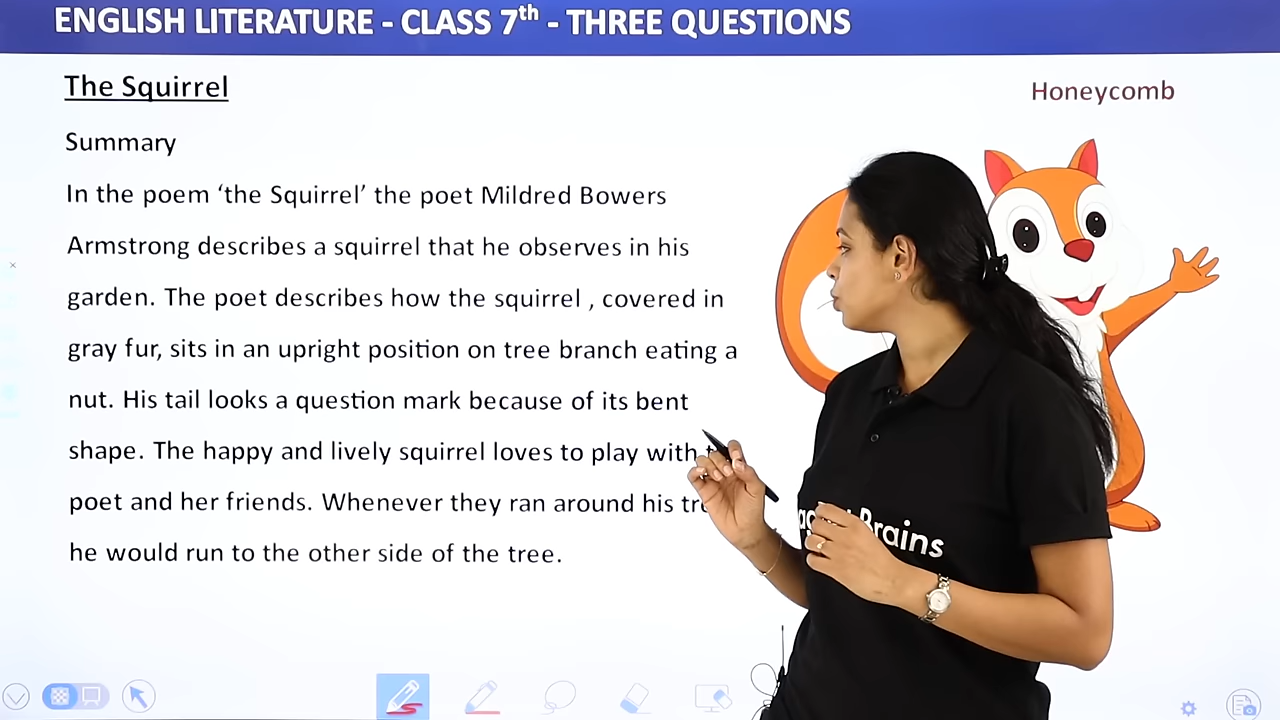 ENGLISH LITERATURE - CLASS 7th - THREE QUESTIONS
The Squirrel
Honeycomb
Summary
In the poem ‘the Squirrel’ the poet Mildred Bowers
Armstrong describes a squirrel that he observes in his
garden. The poet describes how the squirrel , covered in
gray fur, sits in an upright position on tree branch eating a
nut. His tail looks a question mark because of its bent
shape. The happy and lively squirrel loves to play with
poet and her friends. Whenever they ran around his
he would run to the other side of the tree.
Brains